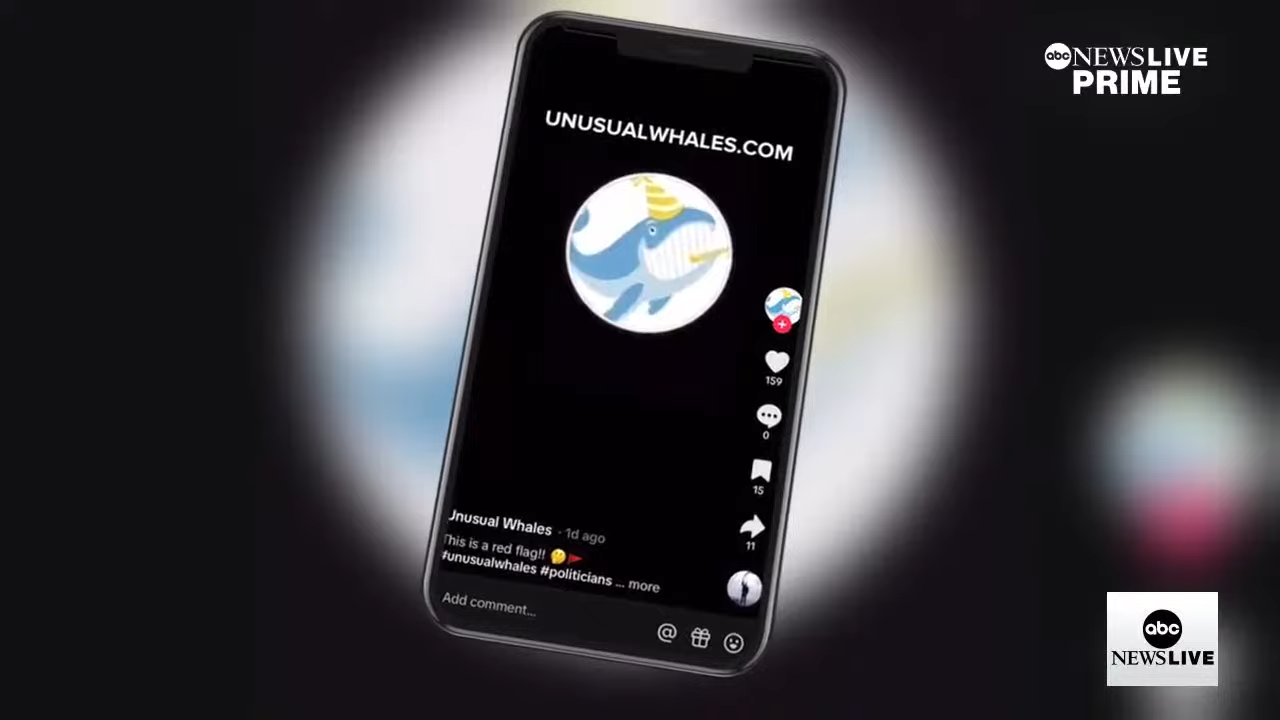 abc NEWS LIVE
PRIME
UNUSUALWHALES.COM
159
0
15
11
Unusual Whales · 1d ago
This is a red flag!! 🤔🚩
#unusualwhales #politicians ... more
Add comment...
abc
NEWS LIVE